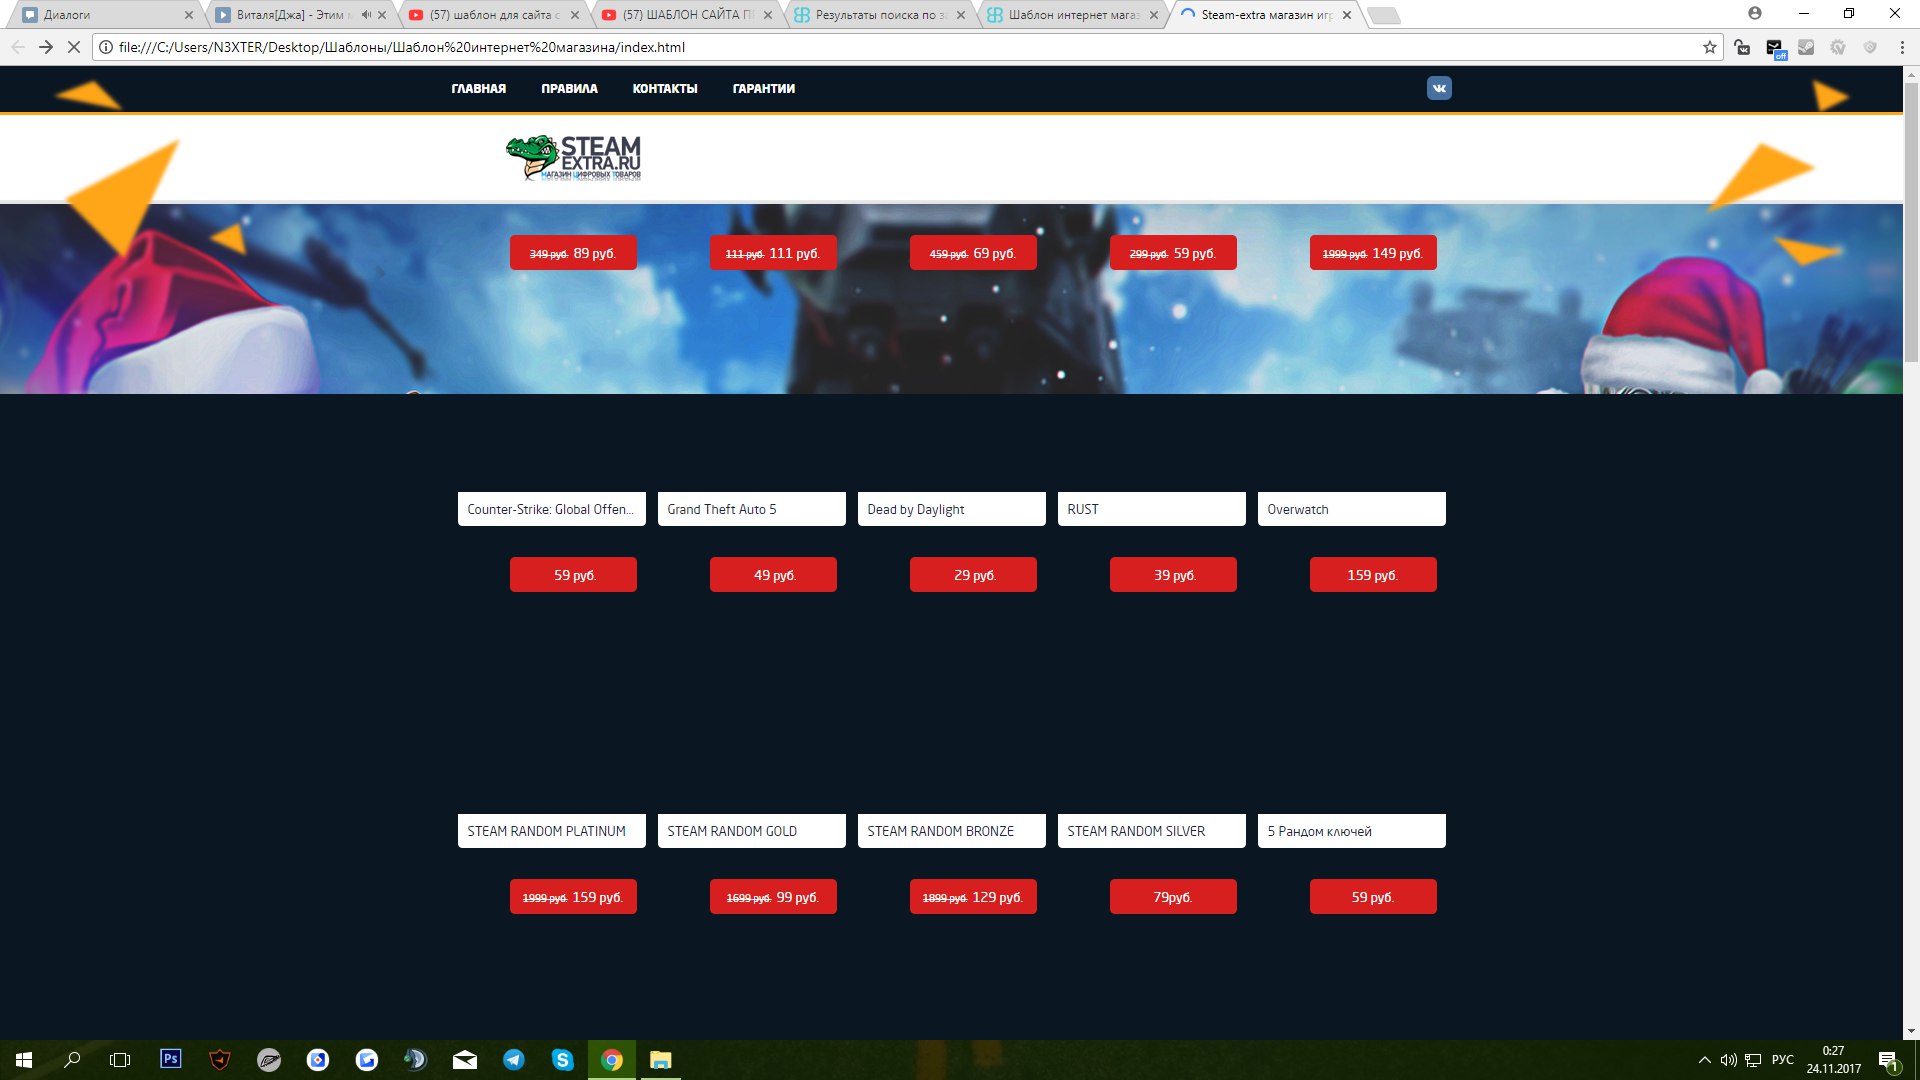 Диалоги
Виталя[Джа] - Этим
(57) шаблон для сайта
(57) ШАБЛОН САЙТА
Результаты поиска по
Шаблон интернет мага
Steam-extra магазин игр
file:///C:/Users/N3XTER/Desktop/Шаблоны/Шаблон%20интернет%20магазина/index.html
off
ГЛАВНАЯ ПРАВИЛА КОНТАКТЫ ГАРАНТИИ
STEAM
EXTRA.RU
МАГАЗИН ЦИФРОВЫХ ТОВАРОВ
349 руб. 89 руб.
111 руб. 111 руб.
459 руб. 69 руб.
299 руб. 59 руб.
1999 руб. 149 руб.
Counter-Strike: Global Offen...
Grand Theft Auto 5
Dead by Daylight
RUST
Overwatch
59 руб.
49 руб.
29 руб.
39 руб.
159 руб.
STEAM RANDOM PLATINUM
STEAM RANDOM GOLD
STEAM RANDOM BRONZE
STEAM RANDOM SILVER
5 Рандом ключей
1999 руб. 159 руб.
1699 руб. 99 руб.
1899 руб. 129 руб.
79руб.
59 руб.
Ps
РУС
0:27
24.11.2017
1